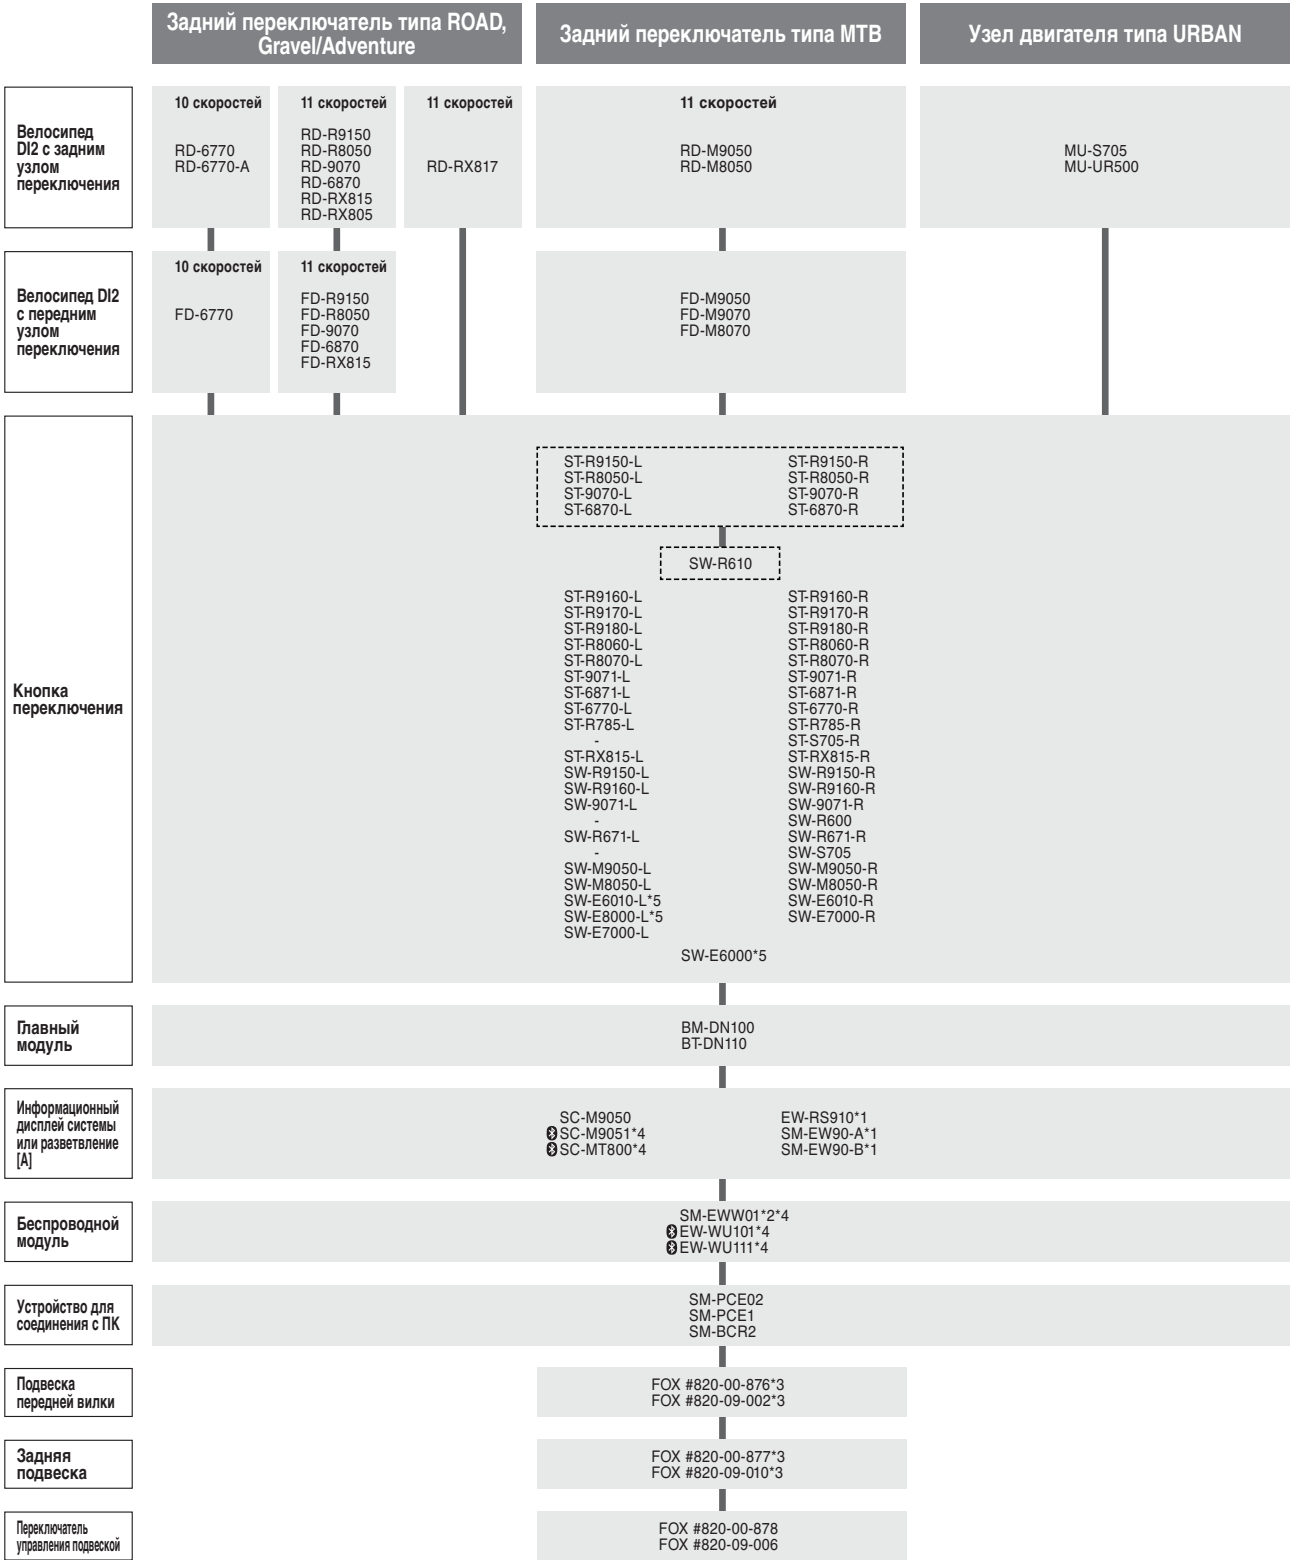 Задний переключатель типа ROAD,
Gravel/Adventure
Задний переключатель типа MTB
Узел двигателя типа URBAN
Велосипед
DI2 с задним
узлом
переключения
10 скоростей
RD-6770
RD-6770-A
11 скоростей
RD-R9150
RD-R8050
RD-9070
RD-6870
RD-RX815
RD-RX805
11 скоростей
RD-RX817
11 скоростей
RD-M9050
RD-M8050
MU-S705
MU-UR500
Велосипед DI2
с передним
узлом
переключения
10 скоростей
FD-6770
11 скоростей
FD-R9150
FD-R8050
FD-9070
FD-6870
FD-RX815
FD-M9050
FD-M9070
FD-M8070
Кнопка
переключения
ST-R9150-L ST-R9150-R
ST-R8050-L ST-R8050-R
ST-9070-L ST-9070-R
ST-6870-L ST-6870-R
SW-R610
ST-R9160-L ST-R9160-R
ST-R9170-L ST-R9170-R
ST-R9180-L ST-R9180-R
ST-R8060-L ST-R8060-R
ST-R8070-L ST-R8070-R
ST-9071-L ST-9071-R
ST-6871-L ST-6871-R
ST-6770-L ST-6770-R
ST-R785-L ST-R785-R
- ST-S705-R
ST-RX815-L ST-RX815-R
SW-R9150-L SW-R9150-R
SW-R9160-L SW-R9160-R
SW-9071-L SW-9071-R
- SW-R600
SW-R671-L SW-R671-R
- SW-S705
SW-M9050-L SW-M9050-R
SW-M8050-L SW-M8050-R
SW-E6010-L*5 SW-E6010-R
SW-E8000-L*5 SW-E7000-R
SW-E7000-L
SW-E6000*5
Главный
модуль
BM-DN100
BT-DN110
Информационный
дисплей системы
или разветвление
[A]
SC-M9050 EW-RS910*1
SC-M9051*4 SM-EW90-A*1
SC-MT800*4 SM-EW90-B*1
Беспроводной
модуль
SM-EWW01*2*4
EW-WU101*4
EW-WU111*4
Устройство для
соединения с ПК
SM-PCE02
SM-PCE1
SM-BCR2
Подвеска
передней вилки
FOX #820-00-876*3
FOX #820-09-002*3
Задняя
подвеска
FOX #820-00-877*3
FOX #820-09-010*3
Переключатель
управления подвеской
FOX #820-00-878
FOX #820-09-006